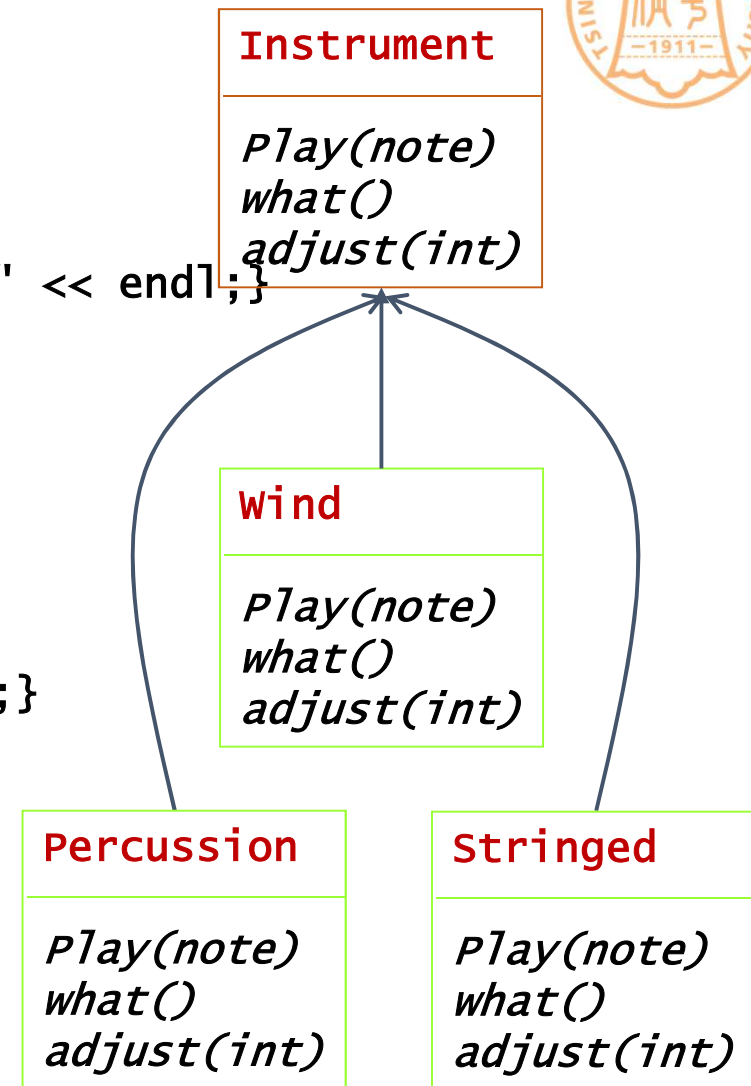 Instrument
Play(note)
what()
adjust(int)
" << endl;}
TSI
-1911-
Wind
Play(note)
what()
adjust(int)
;}
Percussion
Play(note)
what()
adjust(int)
Stringed
Play(note)
what()
adjust(int)